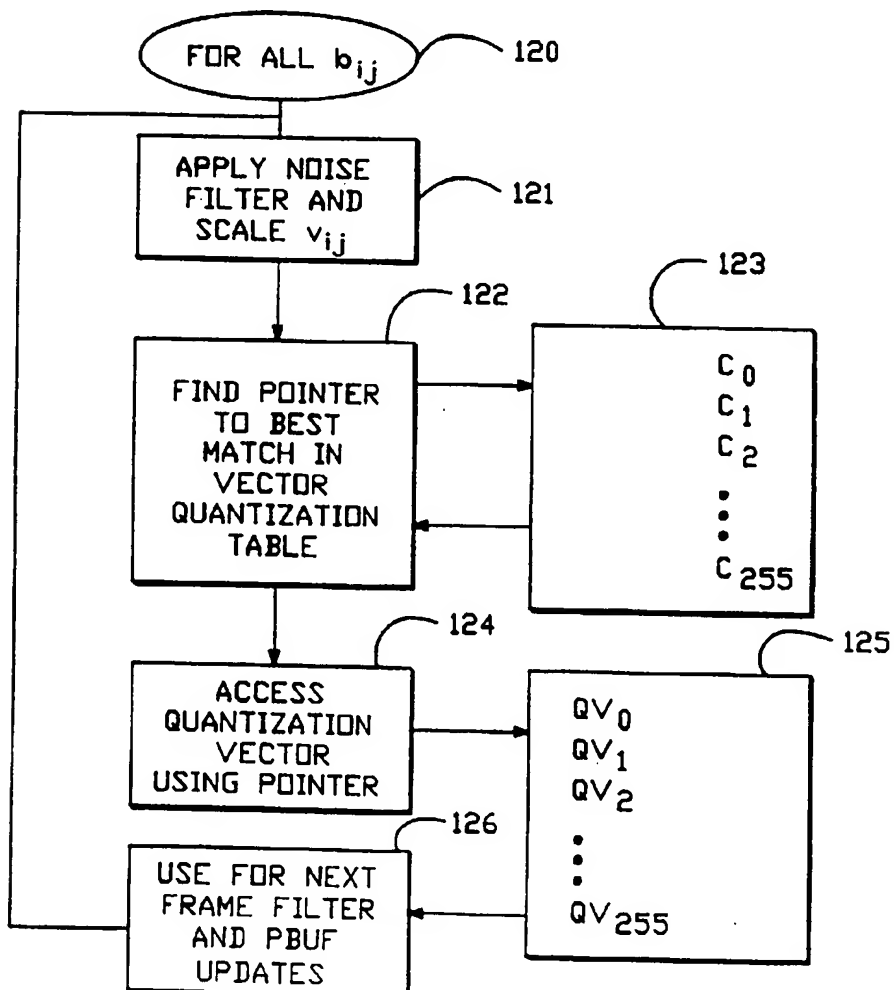 FOR ALL b_ij
120
APPLY NOISE
FILTER AND
SCALE v_ij
121
122
FIND POINTER
TO BEST
MATCH IN
VECTOR
QUANTIZATION
TABLE
123
C_0
C_1
C_2
C_255
124
ACCESS
QUANTIZATION
VECTOR
USING POINTER
125
QV_0
QV_1
QV_2
QV_255
126
USE FOR NEXT
FRAME FILTER
AND PBUF
UPDATES